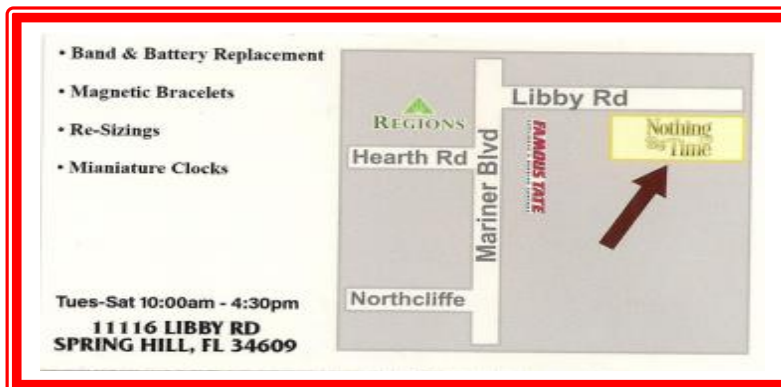 • Band & Battery Replacement
• Magnetic Bracelets
• Re-Sizings
• Mianiature Clocks
Tues-Sat 10:00am - 4:30pm
11116 LIBBY RD
SPRING HILL, FL 34609
Libby Rd
REGIONS
Nothing
Time
FAMOUS TATE
Hearth Rd
Mariner Blvd
Northcliffe